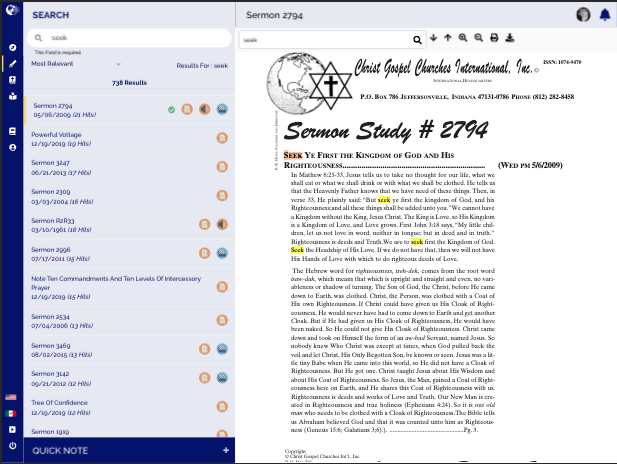 SEARCH
seek
This Field is required
Most Relevant
Results For : seek
738 Results
Sermon 2794
05/06/2009 (21 Hits)
Powerful Voltage
12/19/2019 (19 Hits)
Sermon 3247
06/21/2013 (17 Hits)
Sermon 2309
03/03/2004 (16 Hits)
Sermon R2R33
03/10/1961 (16 Hits)
Sermon 2996
07/17/2011 (15 Hits)
Note Ten Commandments And Ten Levels Of Intercessory
Prayer
12/19/2019 (15 Hits)
Sermon 2534
07/04/2006 (13 Hits)
Sermon 3469
08/02/2015 (13 Hits)
Sermon 3142
09/21/2012 (12 Hits)
Tree Of Confidence
12/19/2019 (12 Hits)
Sermon 1919
QUICK NOTE +
Sermon 2794
seek
Christ Gospel Churches International, Inc. ©
ISSN: 1074-9470
INTERNATIONAL HEADQUARTERS
P.O. Box 786 Jeffersonville, Indiana 47131-0786 Phone (812) 282-8458
Sermon Study # 2794
Seek Ye First the Kingdom of God and His
Righteousness.................................................... (Wed pm 5/6/2009)
In Mathew 6:25-33, Jesus tells us to take no thought for our life, what we
shall eat or what we shall drink or with what we shall be clothed. He tells us
that the Heavenly Father knows that we have need of these things. Then, in
verse 33, He plainly said: "But seek ye first the kingdom of God, and his
Righteousness;and all these things shall be added unto you."We cannot have
a Kingdom without the King, Jesus Christ. The King is Love, so His Kingdom
is a Kingdom of Love, and Love grows. First John 3:18 says, "My little chil-
dren, let us not love in word, neither in tongue; but in deed and in truth."
Righteousness is deeds and Truth.We are to seek first the Kingdom of God.
Seek the Headship of His Love. If we do not have that, then we will not have
His Hands of Love with which to do righteous deeds of Love.
The Hebrew word for righteousness, tseh-dek, comes from the root word
tsaw-dak, which means that which is upright and straight and even, no vari-
ableness or shadow of turning. The Son of God, the Christ, before He came
down to Earth, was clothed. Christ, the Person, was clothed with a Coat of
His own Righteousness. If Christ could have given us His Cloak of Right-
eousness, He would never have had to come down to Earth and get another
Cloak. But if He had given us His Cloak of Righteousness, He would have
been naked. So He could not give His Cloak of Righteousness. Christ came
down and took on Himself the form of an aw-bad Servant, named Jesus. So
nobody knew Who Christ was except at times, when God pulled back the
veil and let Christ, His Only Begotten Son, be known or seen. Jesus was a lit-
tle tiny Babe when He came into this world, so He did not have a Cloak of
Righteousness. But He got one. Christ taught Jesus about His Wisdom and
about His Coat of Righteousness. So Jesus, the Man, gained a Coat of Right-
eousness here on Earth, and He shares this Coat of Righteousness with us.
Righteousness is deeds and works of Love and Truth. Our New Man is cre-
ated in Righteousness and true holiness (Ephesians 4:24). So it is our old
man who needs to be clothed with a Cloak of Righteousness.The Bible tells
us Abraham believed God and that it was counted unto him as Righteous-
ness (Genesis 15:6; Galatians 3;6).). ........................................Pg. 3.
Copyright
© Christ Gospel Churches Int'l., Inc.